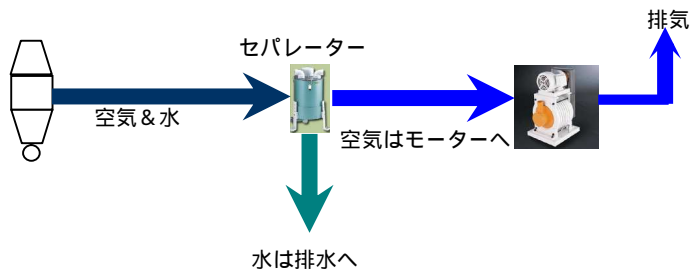 排気
セパレーター
空気＆水
空気はモーターへ
水は排水へ